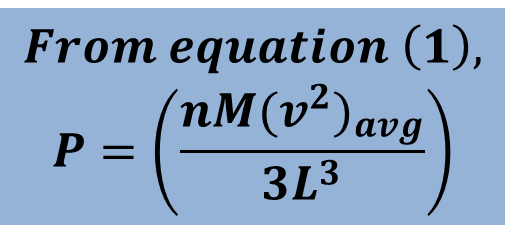 From equation (1),
P = (nM(v²)avg / 3L³)